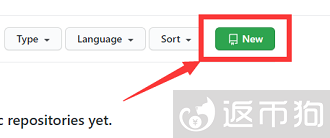 Type Language Sort New
c repositories yet.
返币狗